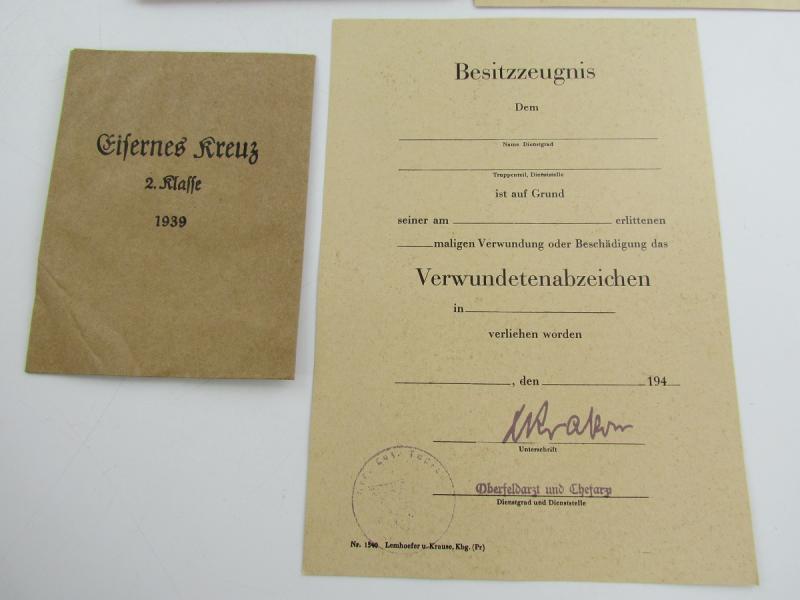 Eisernes Kreuz
2. Klasse
1939
Besitzzeugnis
Dem
Name Dienstgrad
Truppenteil, Dienststelle
ist auf Grund
seiner am erlittenen
maligen Verwundung oder Beschädigung das
Verwundetenabzeichen
in
verliehen worden
, den 194
Unterschrift
Oberfeldarzt und Chefarzt
Dienstgrad und Dienststelle
Nr. 1540 Lemhoefer u. Krause, Kbg. (Pr)